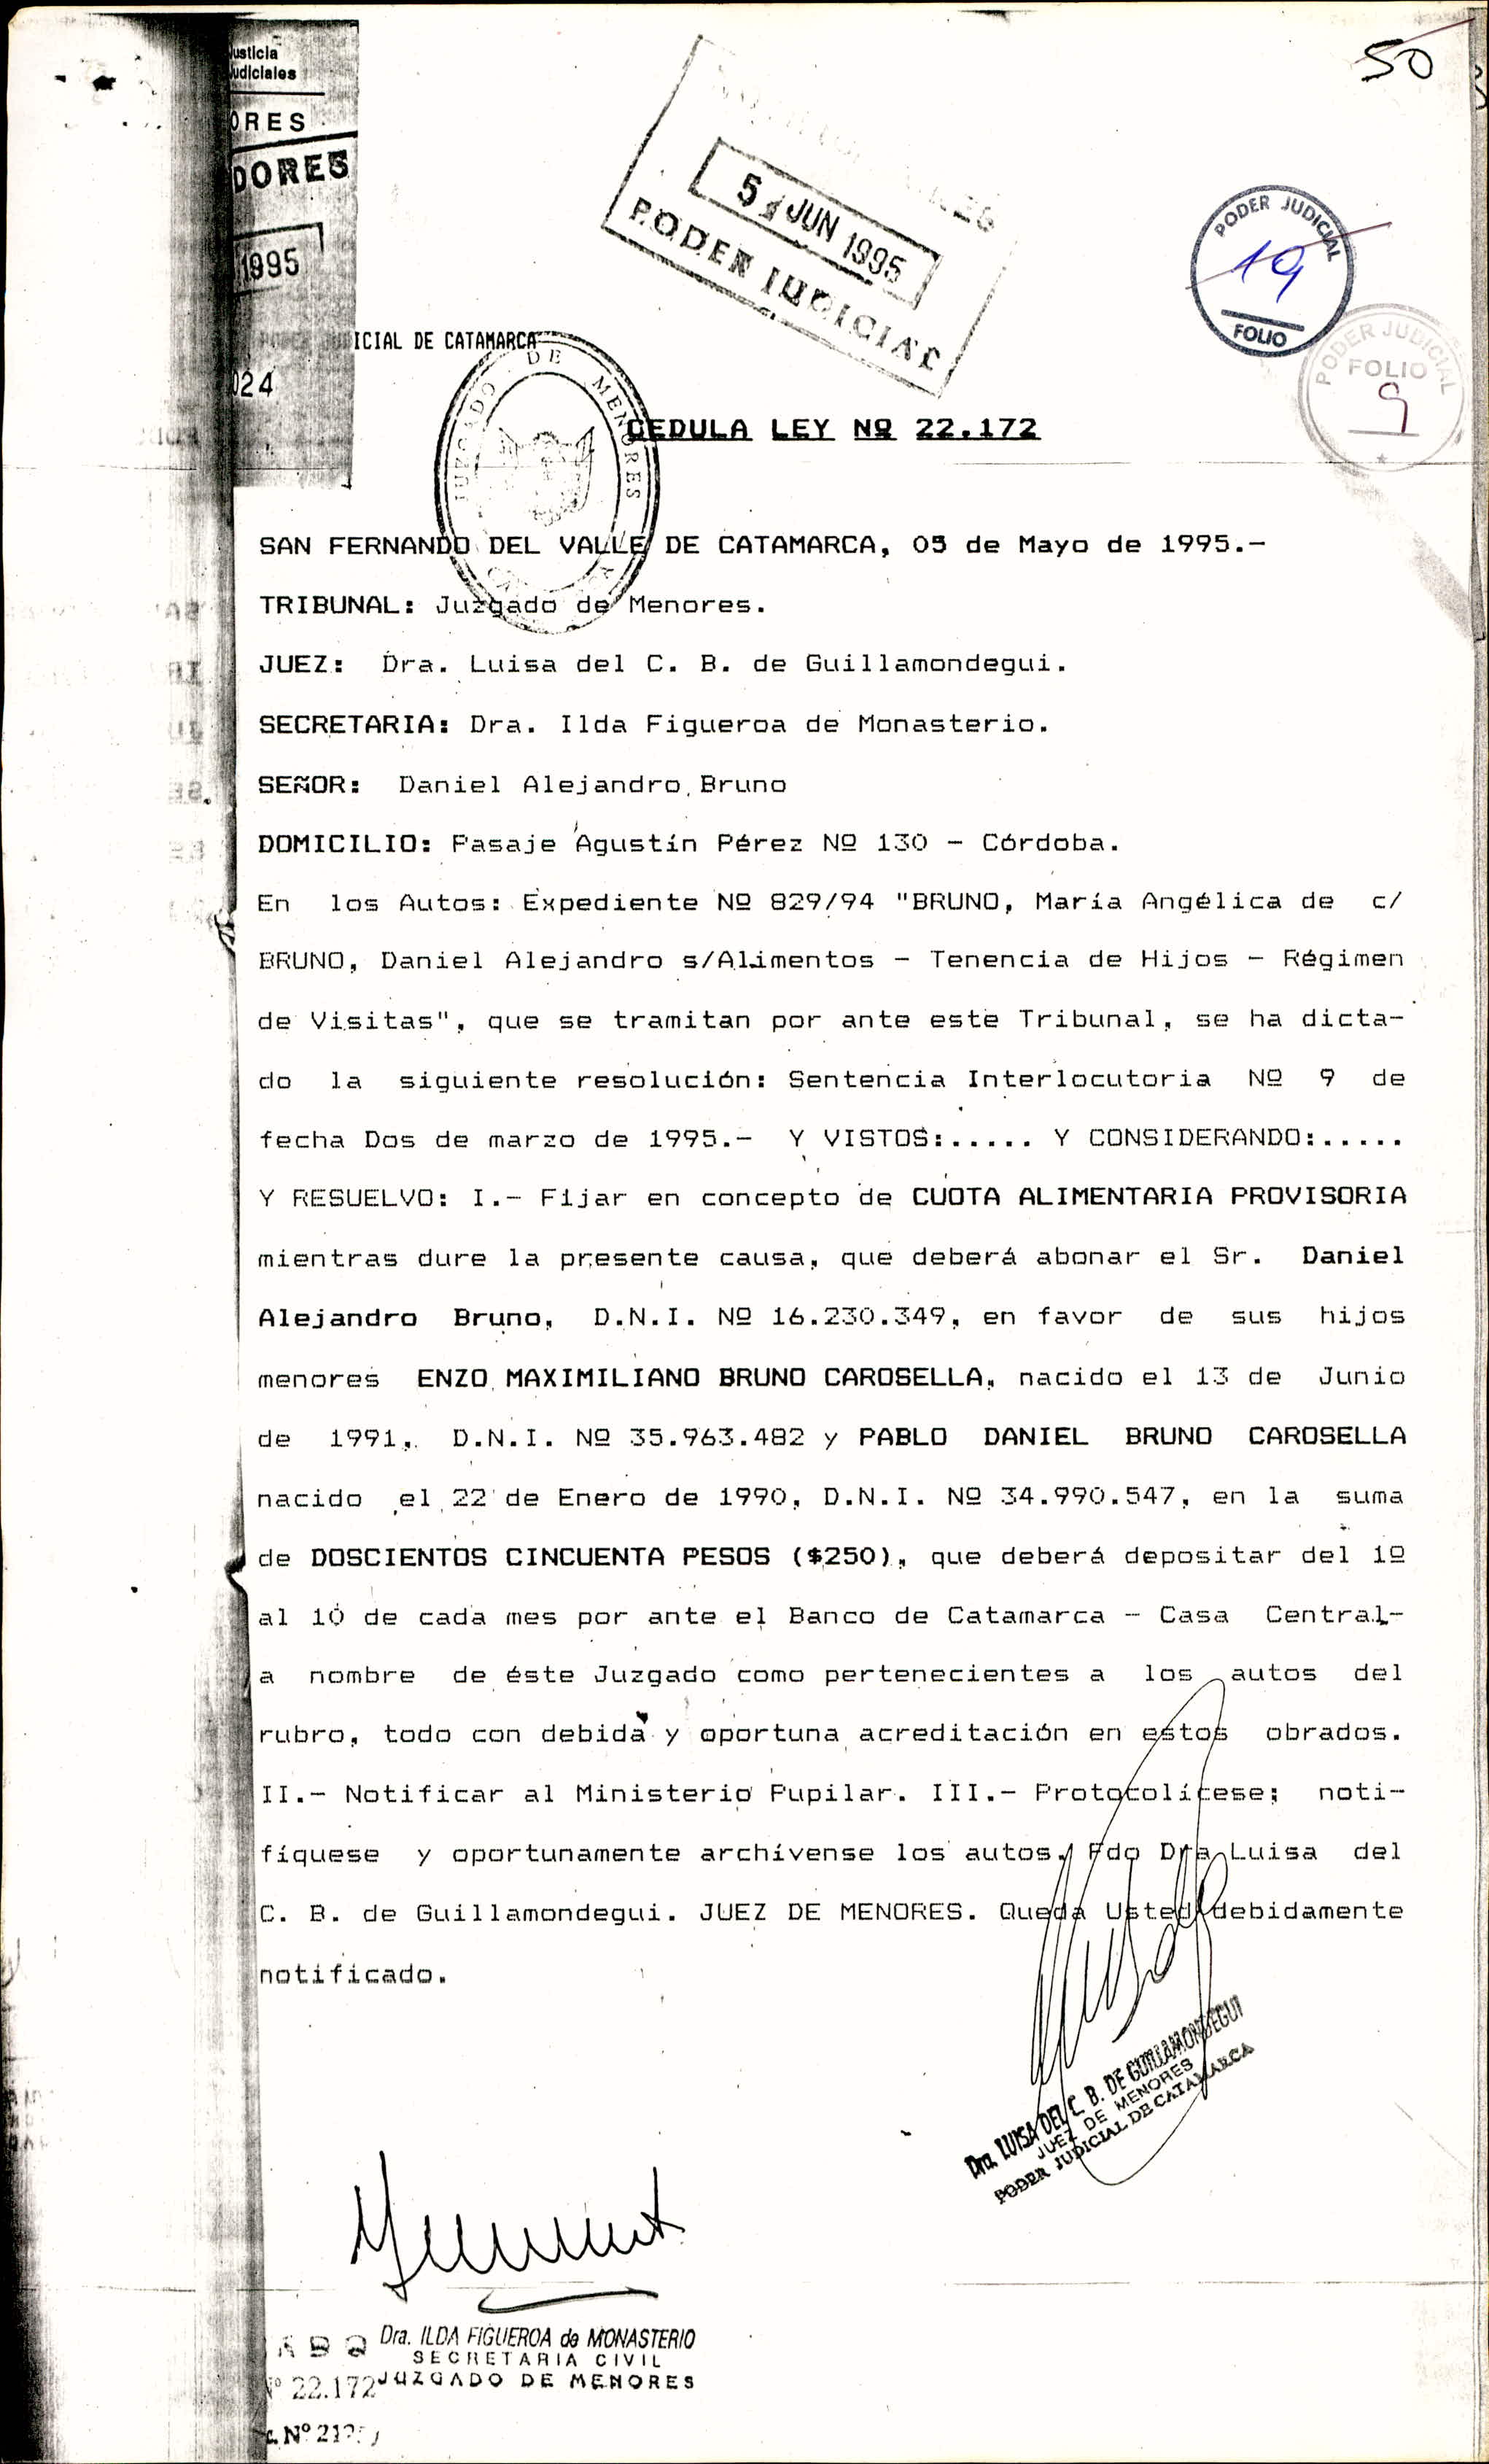 50
usticia
udiciales
ORES
DORES
1995
024
5 JUN 1995
PODER JUDICIAL
PODER JUDICIAL
19
FOLIO
PODER JUDICIAL
FOLIO
9
ICIAL DE CATAMARCA
JUZGADO DE MENORES
CEDULA LEY Nº 22.172
SAN FERNANDO DEL VALLE DE CATAMARCA, 05 de Mayo de 1995.-
TRIBUNAL: Juzgado de Menores.
JUEZ: Dra. Luisa del C. B. de Guillamondegui.
SECRETARIA: Dra. Ilda Figueroa de Monasterio.
SEÑOR: Daniel Alejandro Bruno
DOMICILIO: Pasaje Agustín Pérez Nº 130 - Córdoba.
En los Autos: Expediente Nº 829/94 "BRUNO, María Angélica de c/
BRUNO, Daniel Alejandro s/Alimentos - Tenencia de Hijos - Régimen
de Visitas", que se tramitan por ante este Tribunal, se ha dicta-
do la siguiente resolución: Sentencia Interlocutoria Nº 9 de
fecha Dos de marzo de 1995.- Y VISTOS:..... Y CONSIDERANDO:.....
Y RESUELVO: I.- Fijar en concepto de CUOTA ALIMENTARIA PROVISORIA
mientras dure la presente causa, que deberá abonar el Sr. Daniel
Alejandro Bruno, D.N.I. Nº 16.230.349, en favor de sus hijos
menores ENZO MAXIMILIANO BRUNO CAROSELLA, nacido el 13 de Junio
de 1991, D.N.I. Nº 35.963.482 y PABLO DANIEL BRUNO CAROSELLA
nacido el 22 de Enero de 1990, D.N.I. Nº 34.990.547, en la suma
de DOSCIENTOS CINCUENTA PESOS ($250), que deberá depositar del 1º
al 10 de cada mes por ante el Banco de Catamarca - Casa Central-
a nombre de éste Juzgado como pertenecientes a los autos del
rubro, todo con debida y oportuna acreditación en estos obrados.
II.- Notificar al Ministerio Pupilar. III.- Protocolícese; noti-
fíquese y oportunamente archívense los autos. Fdo Dra Luisa del
C. B. de Guillamondegui. JUEZ DE MENORES. Queda Usted debidamente
notificado.
Dra. LUISA DEL C. B. DE GUILLAMONDEGUI
JUEZ DE MENORES
PODER JUDICIAL DE CATAMARCA
Dra. ILDA FIGUEROA de MONASTERIO
SECRETARIA CIVIL
JUZGADO DE MENORES
Nº 22.172